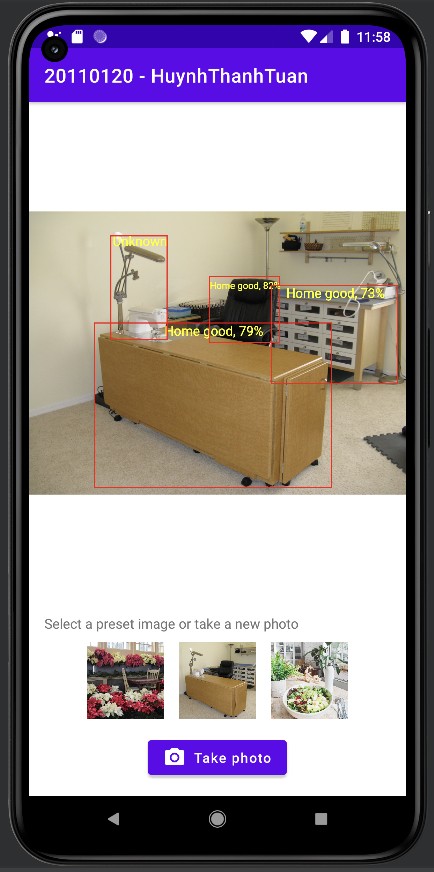 11:58
20110120 - HuynhThanhTuan
Unknown
Home good, 82%
Home good, 73%
Home good, 79%
Select a preset image or take a new photo
Take photo